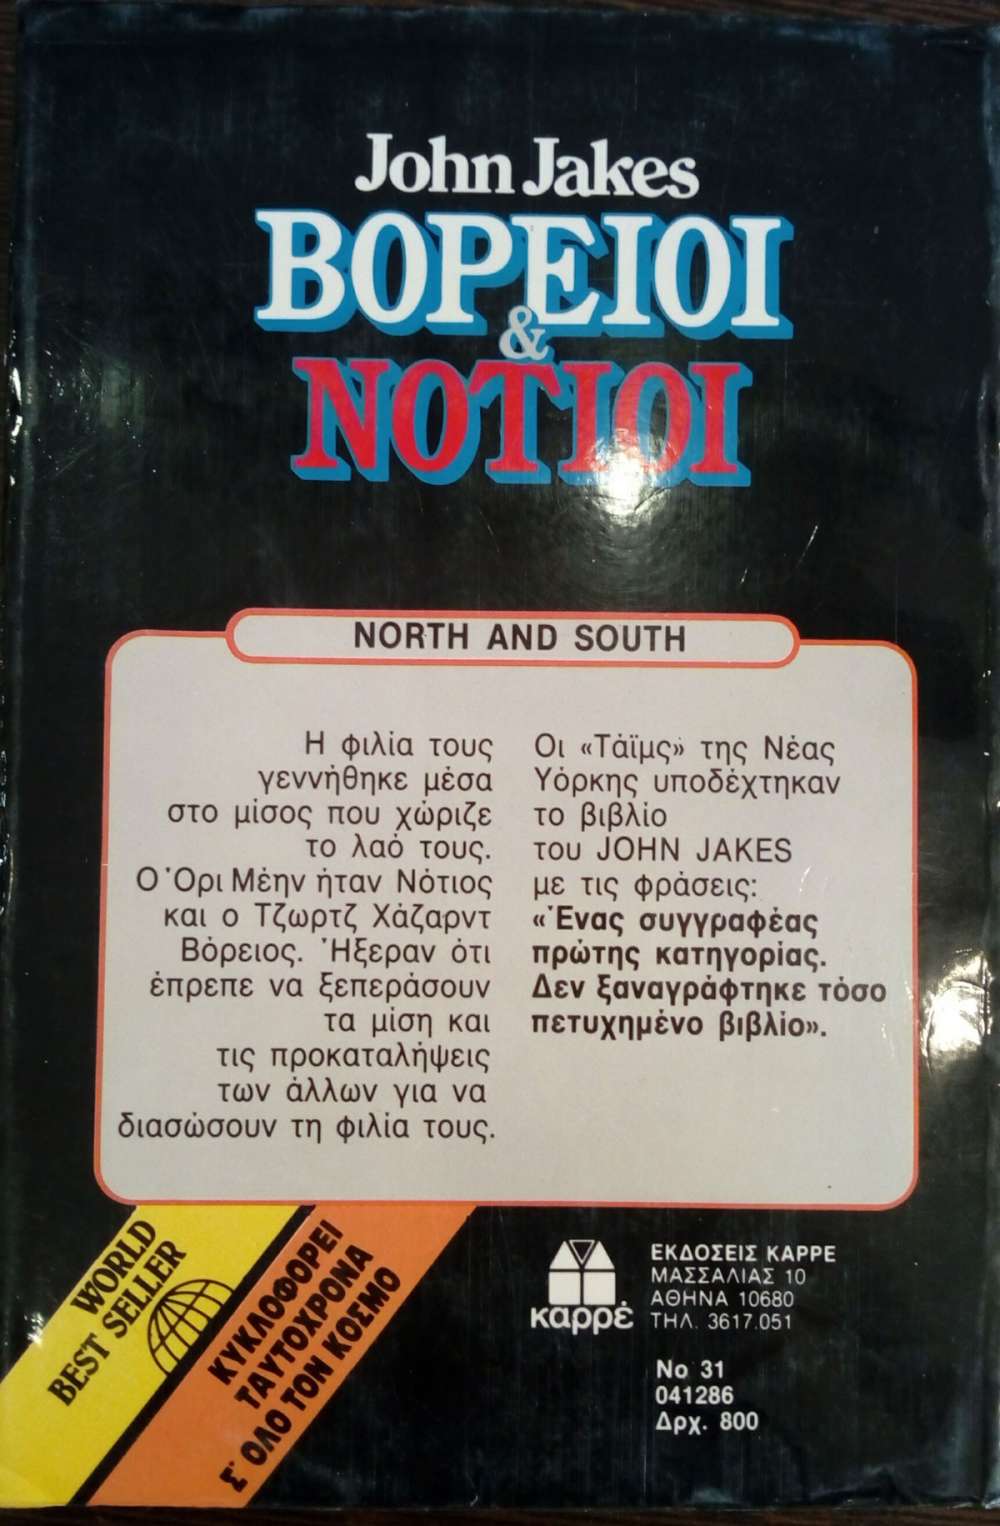 John Jakes
ΒΟΡΕΙΟΙ
&
ΝΟΤΙΟΙ
NORTH AND SOUTH
Η φιλία τους
γεννήθηκε μέσα
στο μίσος που χώριζε
το λαό τους.
Ο Όρι Μέην ήταν Νότιος
και ο Τζωρτζ Χάζαρντ
Βόρειος. Ήξεραν ότι
έπρεπε να ξεπεράσουν
τα μίση και
τις προκαταλήψεις
των άλλων για να
διασώσουν τη φιλία τους.
Οι «Τάϊμς» της Νέας
Υόρκης υποδέχτηκαν
το βιβλίο
του JOHN JAKES
με τις φράσεις:
«Ένας συγγραφέας
πρώτης κατηγορίας.
Δεν ξαναγράφτηκε τόσο
πετυχημένο βιβλίο».
WORLD
BEST SELLER
ΚΥΚΛΟΦΟΡΕΙ
ΤΑΥΤΟΧΡΟΝΑ
Σ' ΟΛΟ ΤΟΝ ΚΟΣΜΟ
καρρέ
ΕΚΔΟΣΕΙΣ ΚΑΡΡΕ
ΜΑΣΣΑΛΙΑΣ 10
ΑΘΗΝΑ 10680
ΤΗΛ. 3617.051
Νο 31
041286
Δρχ. 800